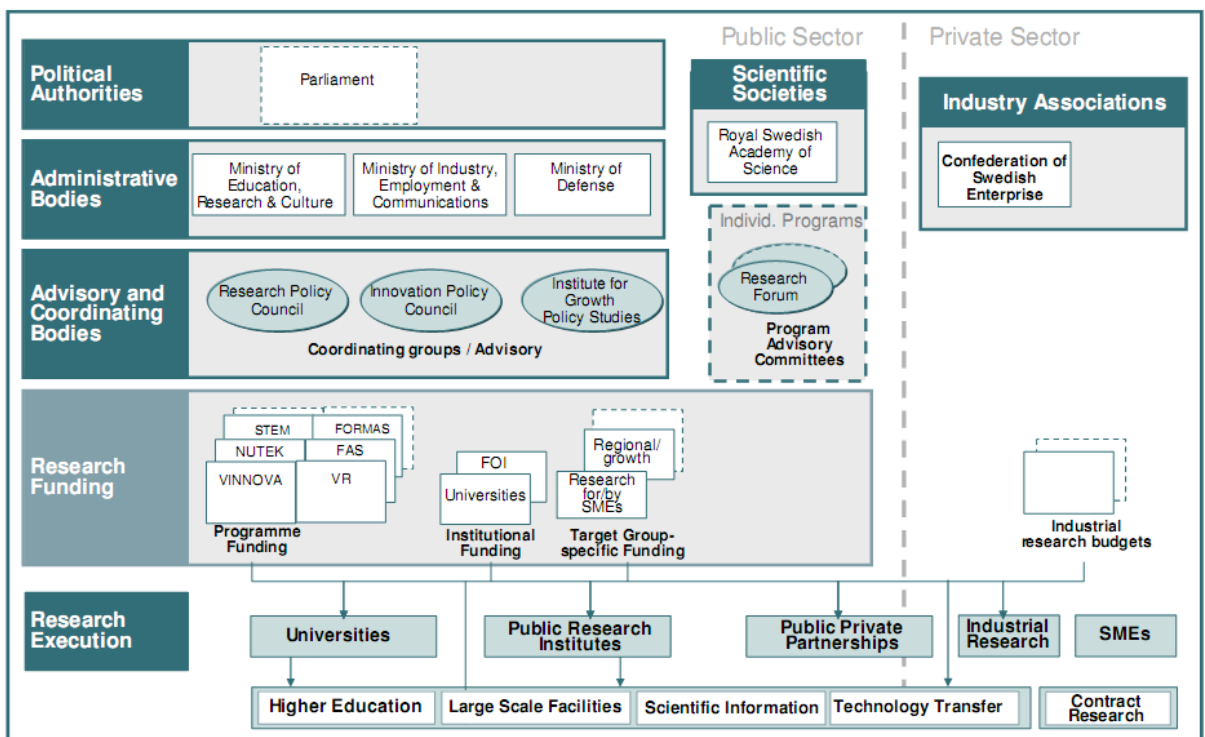 Public Sector
Private Sector
Political
Authorities
Parliament
Scientific
Societies
Royal Swedish
Academy of
Science
Industry Associations
Confederation of
Swedish
Enterprise
Administrative
Bodies
Ministry of
Education,
Research & Culture
Ministry of Industry,
Employment &
Communications
Ministry of
Defense
Individ. Programs
Research
Forum
Program
Advisory
Committees
Advisory and
Coordinating
Bodies
Research Policy
Council
Innovation Policy
Council
Institute for
Growth
Policy Studies
Coordinating groups / Advisory
Research
Funding
STEM
FORMAS
NUTEK
FAS
VINNOVA
VR
Programme
Funding
FOI
Universities
Institutional
Funding
Regional/
growth
Research
for/by
SMEs
Target Group-
specific Funding
Industrial
research budgets
Research
Execution
Universities
Public Research
Institutes
Public Private
Partnerships
Industrial
Research
SMEs
Higher Education
Large Scale Facilities
Scientific Information
Technology Transfer
Contract
Research